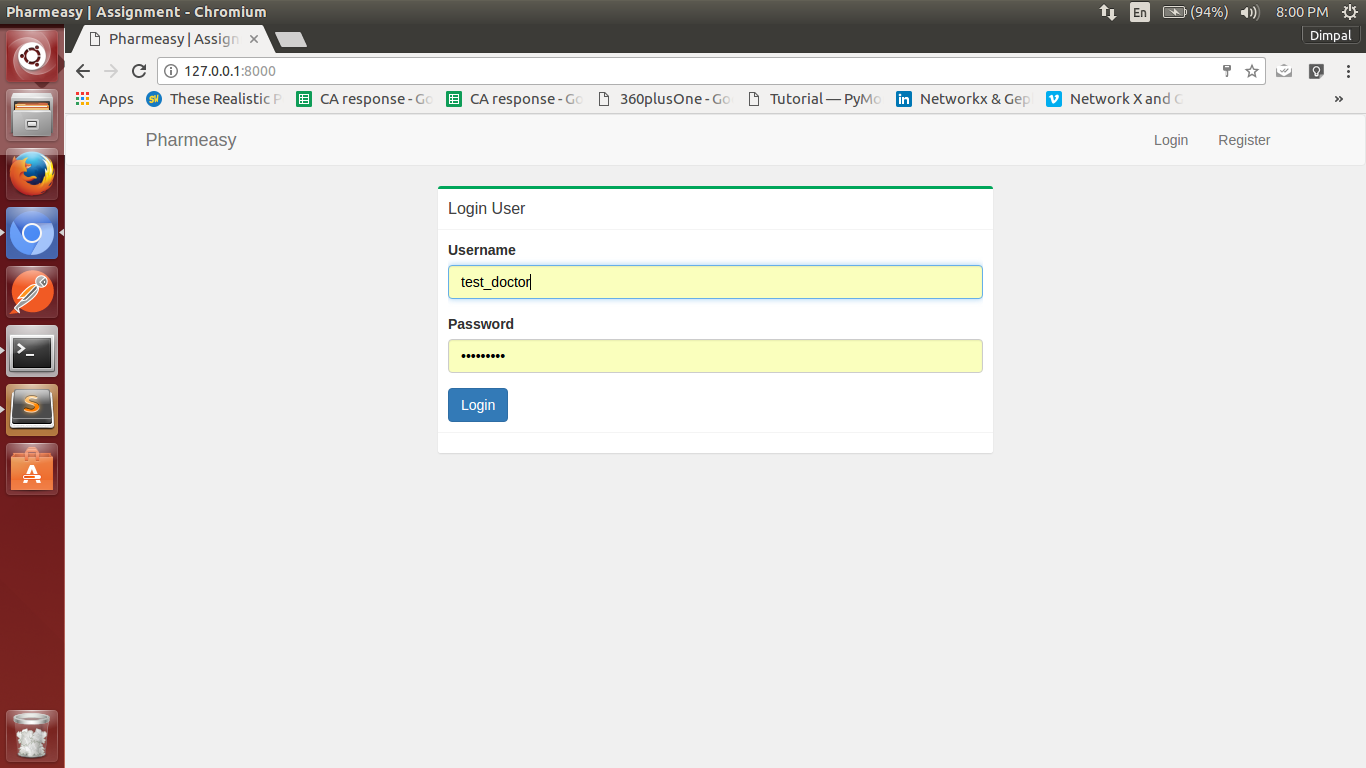 Pharmeasy | Assignment - Chromium
En
(94%)
8:00 PM
Pharmeasy | Assign
Dimpal
127.0.0.1:8000
Apps
These Realistic P
CA response - Go
CA response - Go
360plusOne - Go
Tutorial — PyMo
Networkx & Gep
Network X and G
»
Pharmeasy
Login
Register
Login User
Username
test_doctor
Password
•••••••••
Login